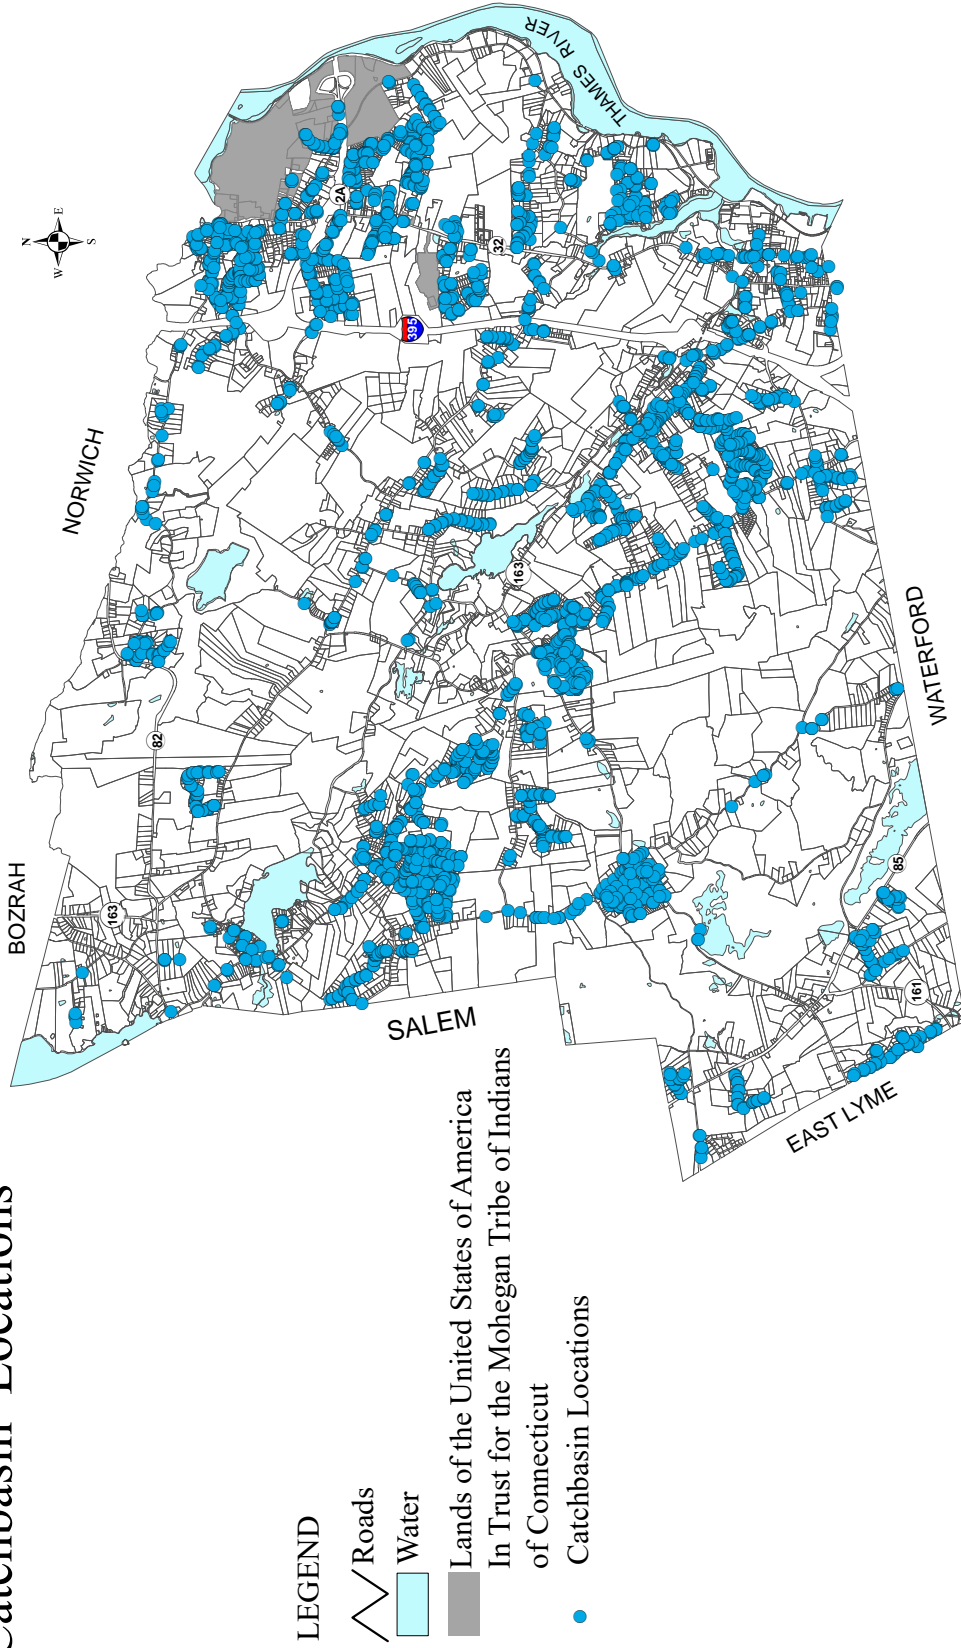 Catchbasin Locations
N
W
E
S
BOZRAH
NORWICH
THAMES RIVER
SALEM
EAST LYME
WATERFORD
163
82
2A
32
395
163
85
161
LEGEND
Roads
Water
Lands of the United States of America
In Trust for the Mohegan Tribe of Indians
of Connecticut
Catchbasin Locations